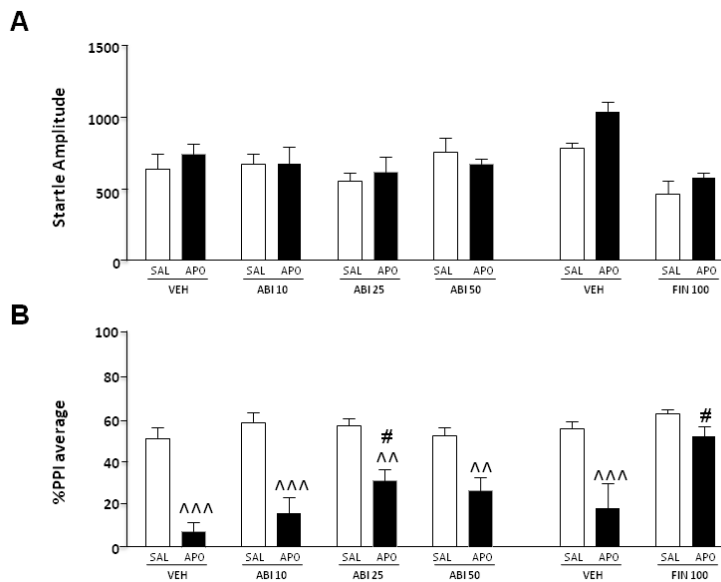 A
1500
1000
500
0
Startle Amplitude
SAL APO SAL APO SAL APO SAL APO SAL APO SAL APO
VEH ABI 10 ABI 25 ABI 50 VEH FIN 100
B
100
80
60
40
20
0
%PPI average
# #
^^^ ^^^ ^^ ^^ ^^^
SAL APO SAL APO SAL APO SAL APO SAL APO SAL APO
VEH ABI 10 ABI 25 ABI 50 VEH FIN 100